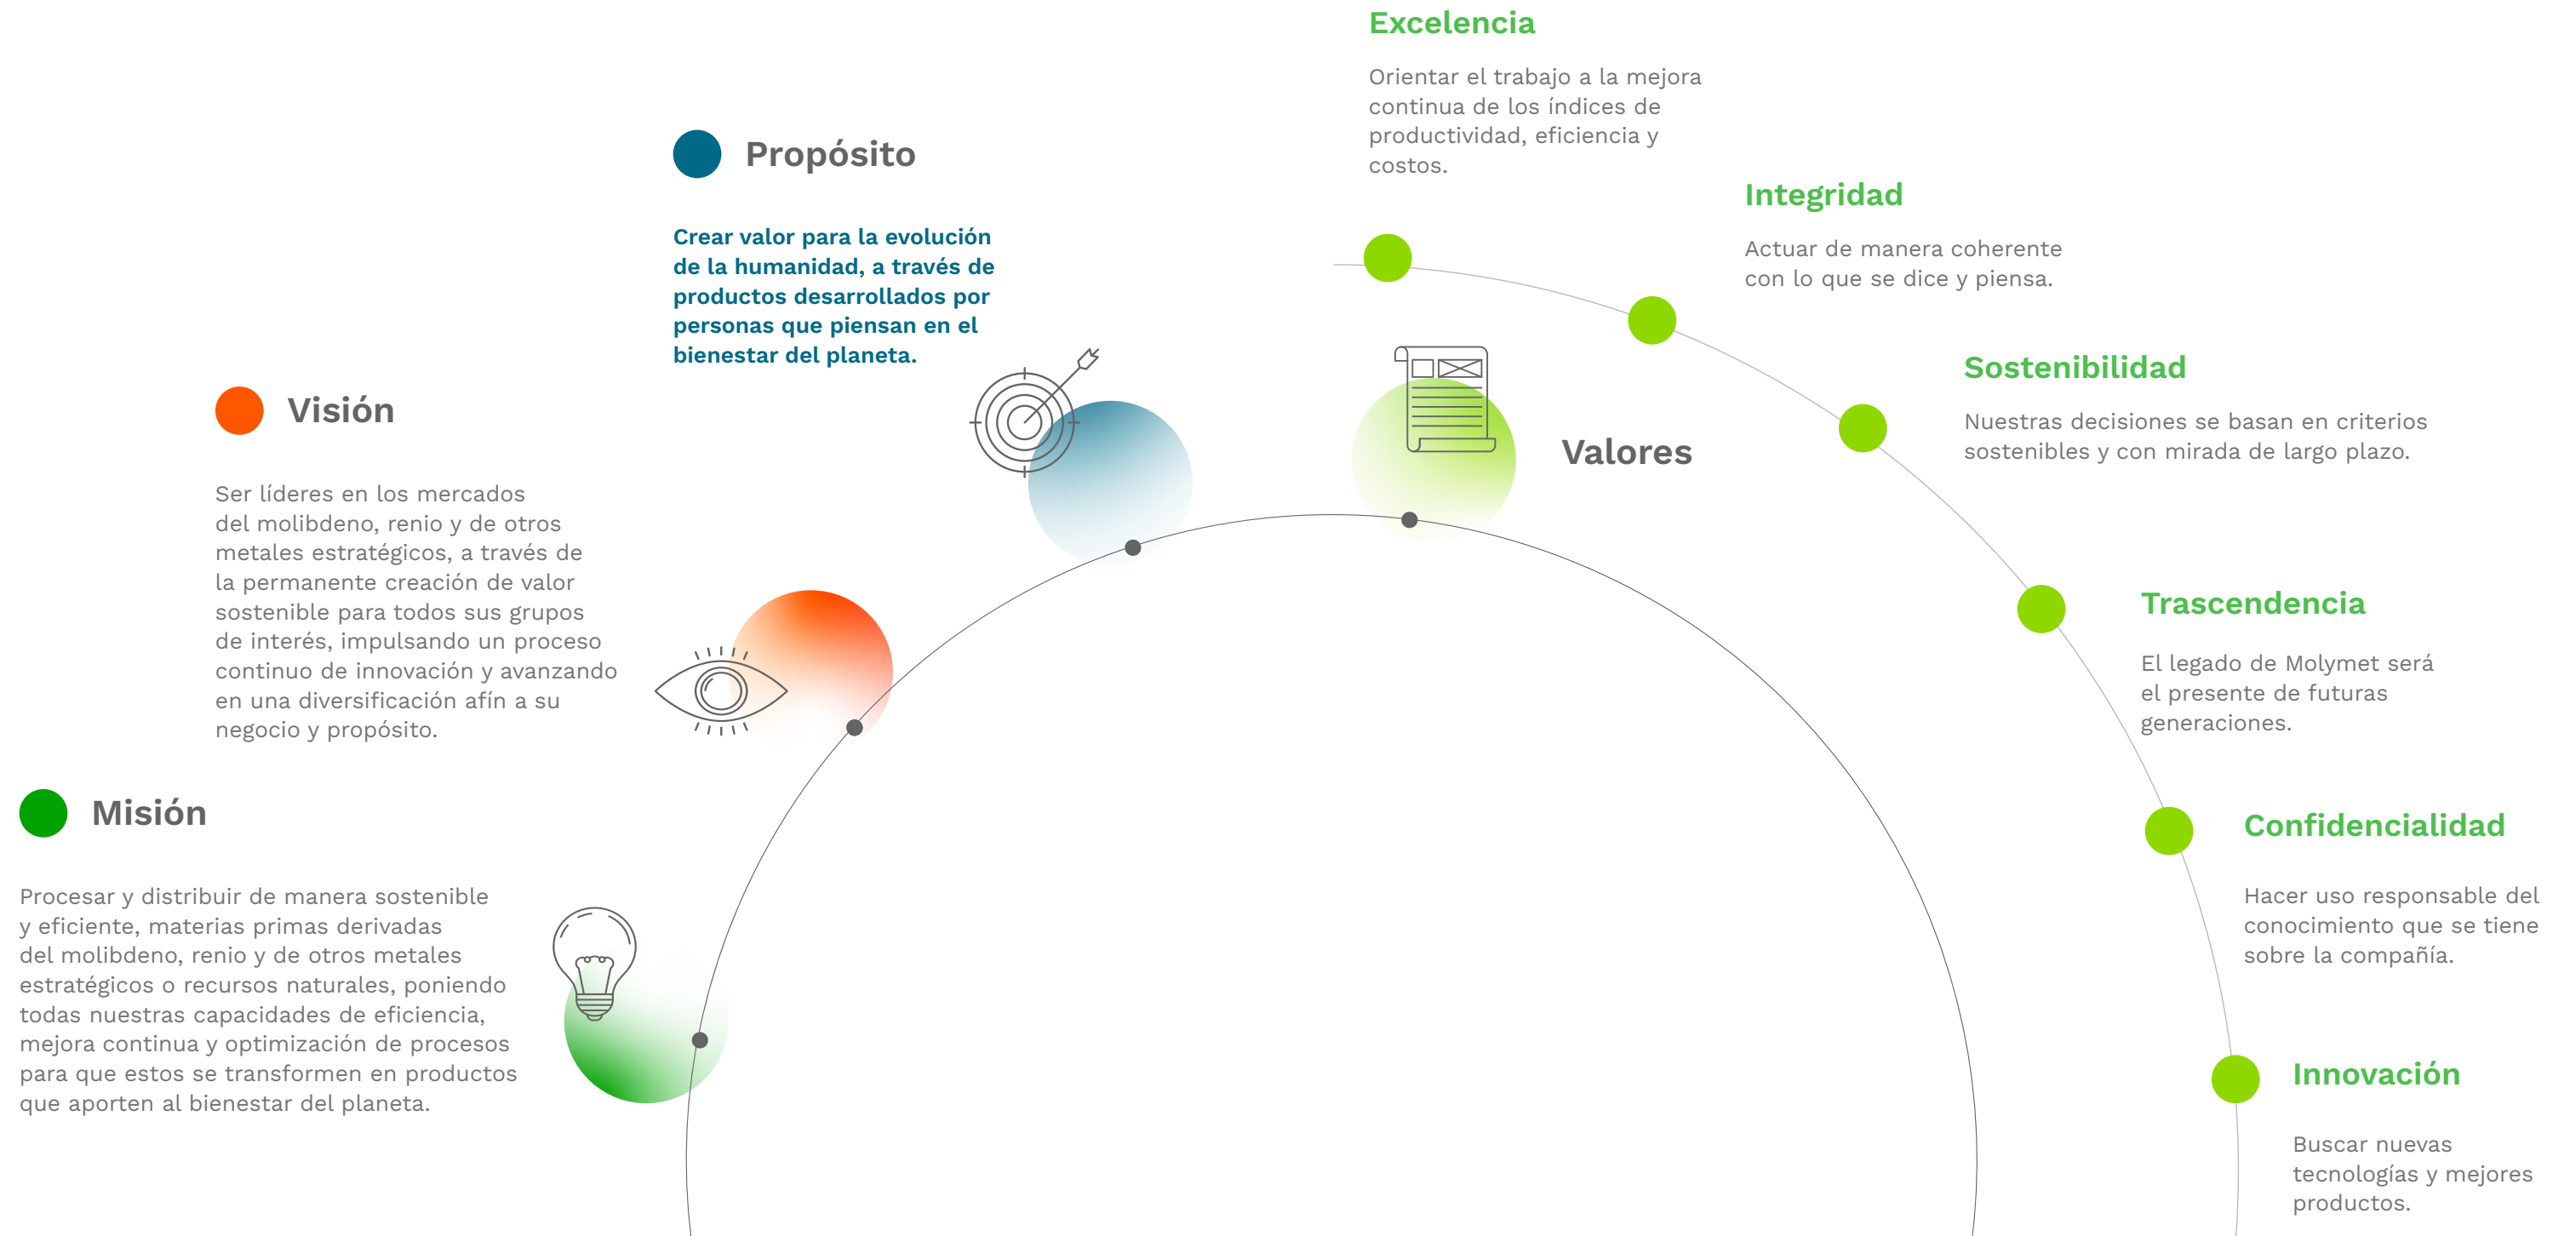 Misión
Procesar y distribuir de manera sostenible
y eficiente, materias primas derivadas
del molibdeno, renio y de otros metales
estratégicos o recursos naturales, poniendo
todas nuestras capacidades de eficiencia,
mejora continua y optimización de procesos
para que estos se transformen en productos
que aporten al bienestar del planeta.
Visión
Ser líderes en los mercados
del molibdeno, renio y de otros
metales estratégicos, a través de
la permanente creación de valor
sostenible para todos sus grupos
de interés, impulsando un proceso
continuo de innovación y avanzando
en una diversificación afín a su
negocio y propósito.
Propósito
Crear valor para la evolución
de la humanidad, a través de
productos desarrollados por
personas que piensan en el
bienestar del planeta.
Valores
Excelencia
Orientar el trabajo a la mejora
continua de los índices de
productividad, eficiencia y
costos.
Integridad
Actuar de manera coherente
con lo que se dice y piensa.
Sostenibilidad
Nuestras decisiones se basan en criterios
sostenibles y con mirada de largo plazo.
Trascendencia
El legado de Molymet será
el presente de futuras
generaciones.
Confidencialidad
Hacer uso responsable del
conocimiento que se tiene
sobre la compañía.
Innovación
Buscar nuevas
tecnologías y mejores
productos.